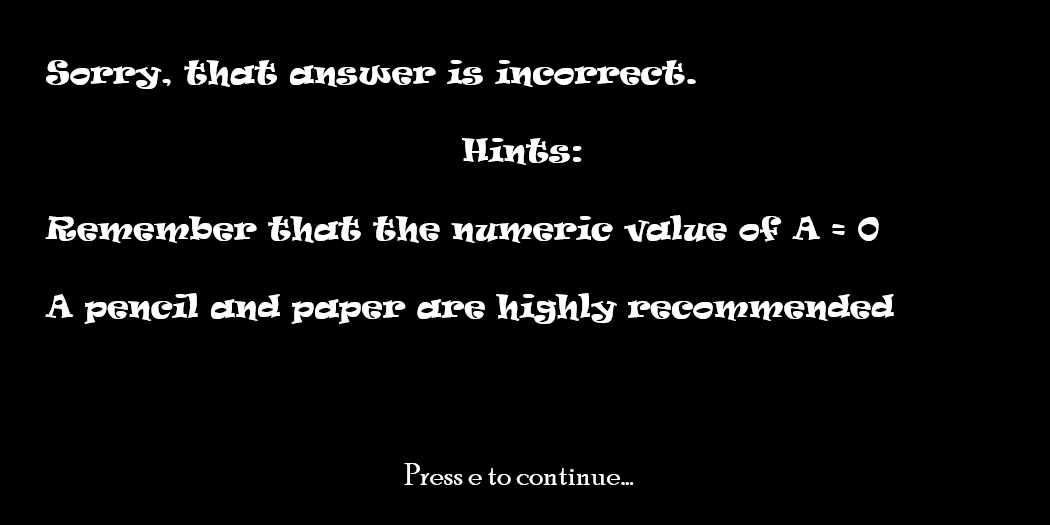 Sorry, that answer is incorrect.
Hints:
Remember that the numeric value of A = 0
A pencil and paper are highly recommended
Press e to continue...